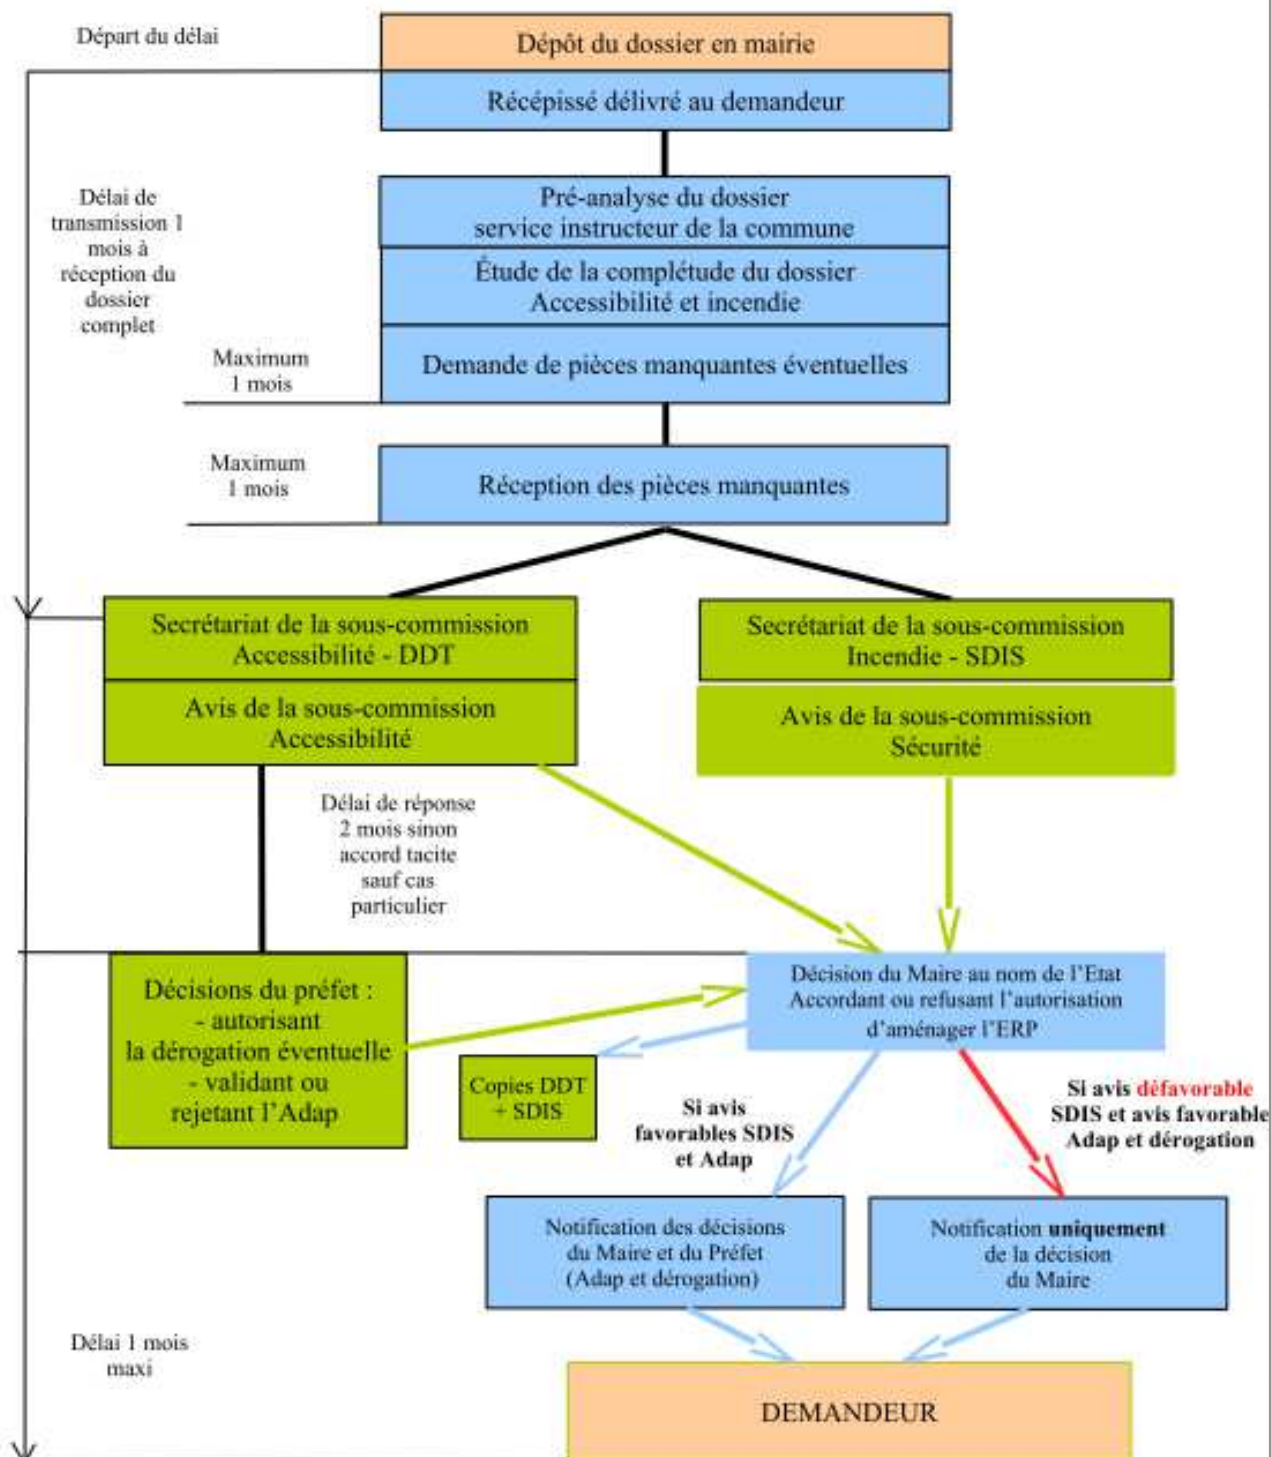 Départ du délai
Dépôt du dossier en mairie
Récépissé délivré au demandeur
Délai de
transmission 1
mois à
réception du
dossier
complet
Pré-analyse du dossier
service instructeur de la commune
Étude de la complétude du dossier
Accessibilité et incendie
Maximum
1 mois
Demande de pièces manquantes éventuelles
Maximum
1 mois
Réception des pièces manquantes
Secrétariat de la sous-commission
Accessibilité - DDT
Secrétariat de la sous-commission
Incendie - SDIS
Avis de la sous-commission
Accessibilité
Avis de la sous-commission
Sécurité
Délai de réponse
2 mois sinon
accord tacite
sauf cas
particulier
Décisions du préfet :
- autorisant
la dérogation éventuelle
- validant ou
rejetant l’Adap
Décision du Maire au nom de l’Etat
Accordant ou refusant l’autorisation
d’aménager l’ERP
Copies DDT
+ SDIS
Si avis
favorables SDIS
et Adap
Si avis défavorable
SDIS et avis favorable
Adap et dérogation
Notification des décisions
du Maire et du Préfet
(Adap et dérogation)
Notification uniquement
de la décision
du Maire
Délai 1 mois
maxi
DEMANDEUR